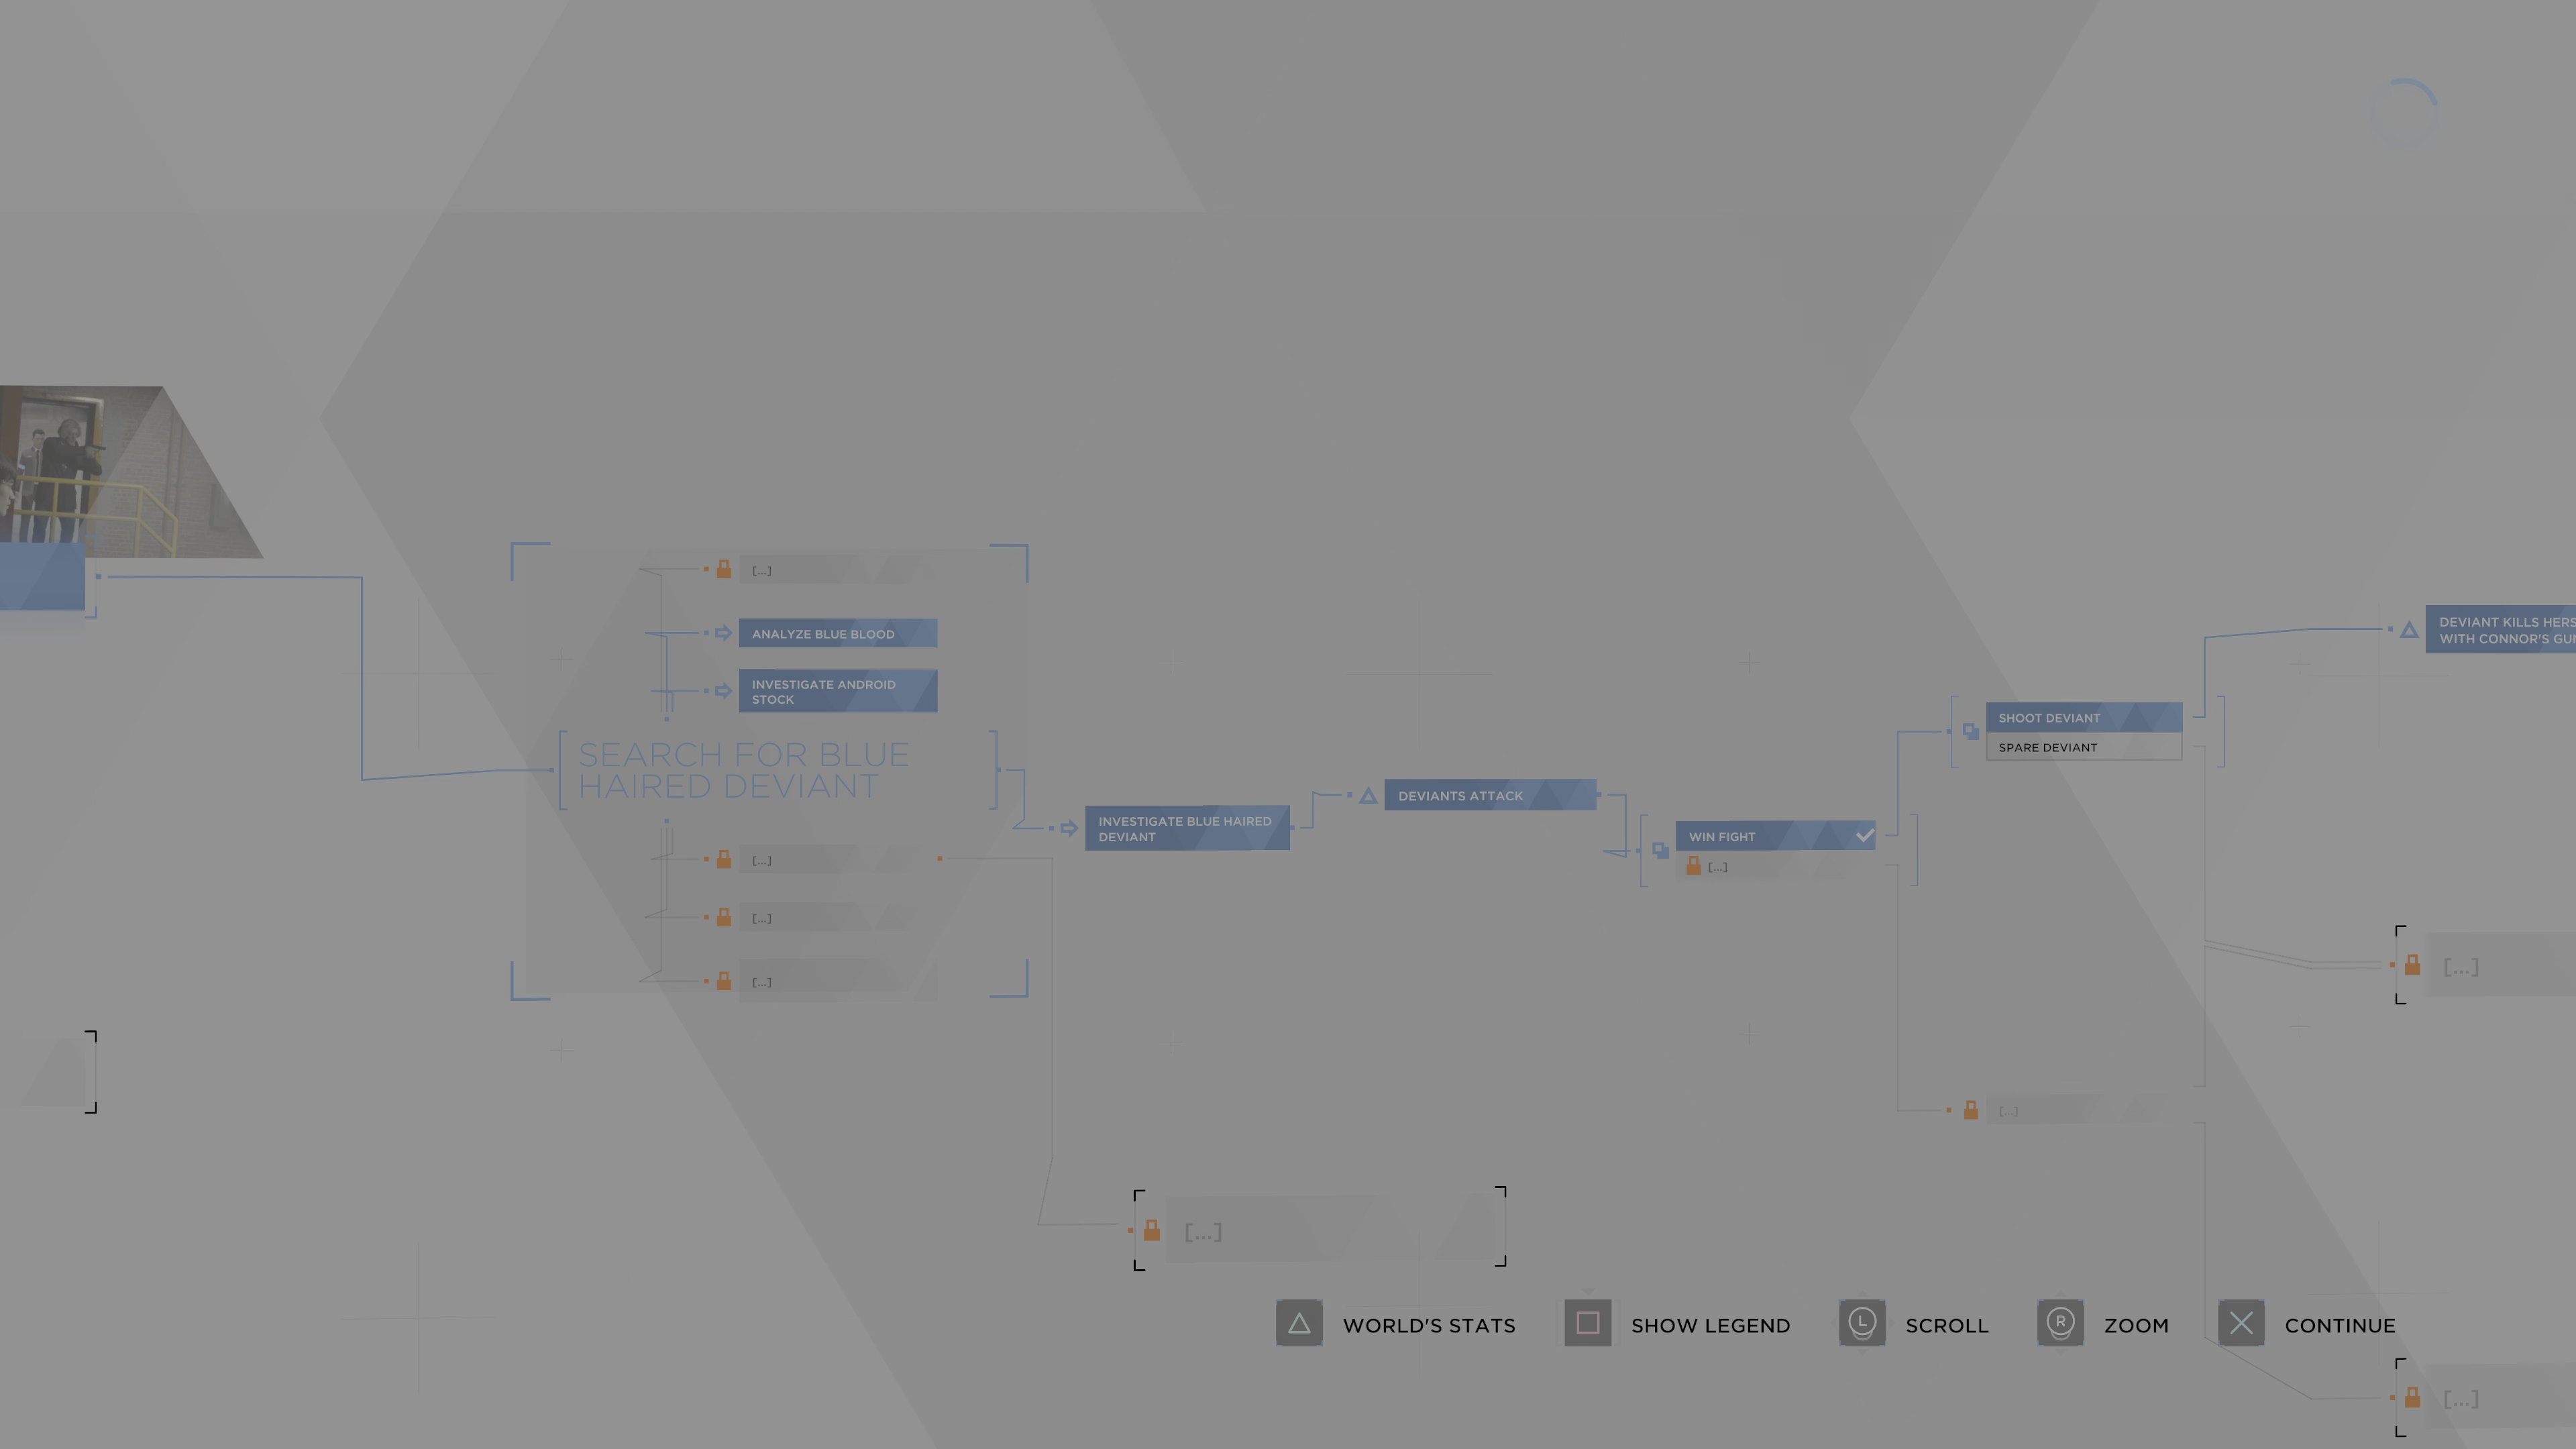 [...]
ANALYZE BLUE BLOOD
INVESTIGATE ANDROID
STOCK
SEARCH FOR BLUE
HAIRED DEVIANT
[...]
[...]
[...]
INVESTIGATE BLUE HAIRED
DEVIANT
DEVIANTS ATTACK
WIN FIGHT
[...]
SHOOT DEVIANT
SPARE DEVIANT
DEVIANT KILLS HERS
WITH CONNOR'S GU
[...]
[...]
[...]
[...]
WORLD'S STATS
SHOW LEGEND
L
SCROLL
R
ZOOM
CONTINUE